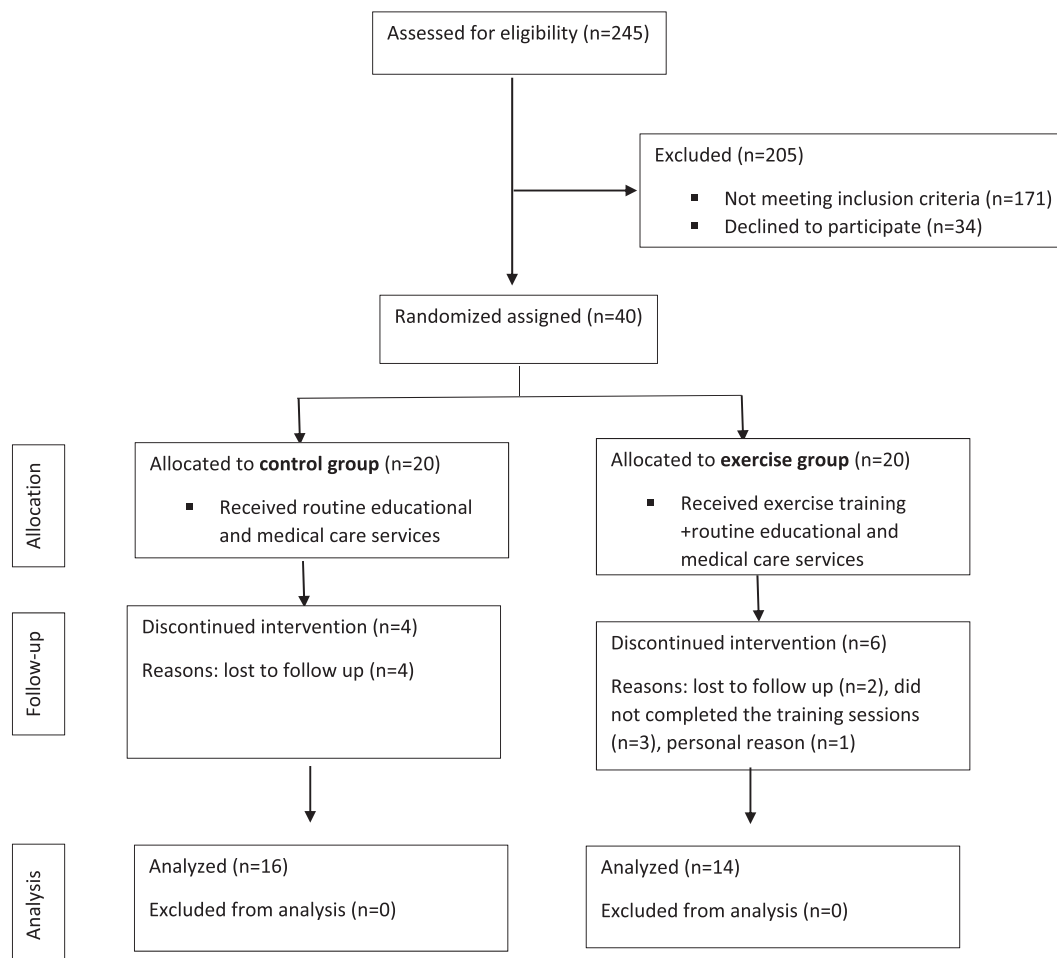 Assessed for eligibility (n=245)
Excluded (n=205)
▪ Not meeting inclusion criteria (n=171)
▪ Declined to participate (n=34)
Randomized assigned (n=40)
Allocation
Allocated to control group (n=20)
▪ Received routine educational
and medical care services
Allocated to exercise group (n=20)
▪ Received exercise training
+routine educational and
medical care services
Follow-up
Discontinued intervention (n=4)
Reasons: lost to follow up (n=4)
Discontinued intervention (n=6)
Reasons: lost to follow up (n=2), did
not completed the training sessions
(n=3), personal reason (n=1)
Analysis
Analyzed (n=16)
Excluded from analysis (n=0)
Analyzed (n=14)
Excluded from analysis (n=0)